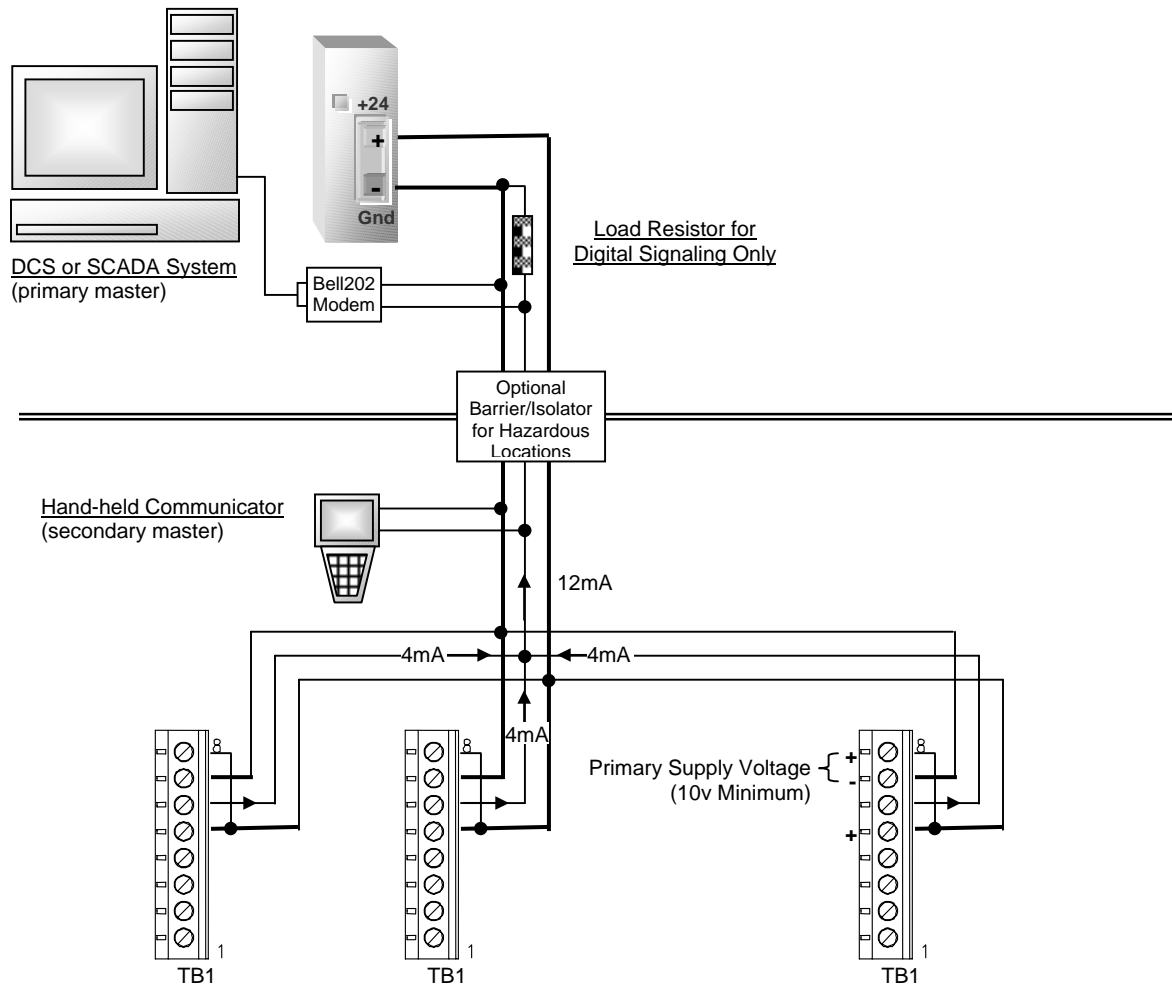 +24
+
-
Gnd
DCS or SCADA System
(primary master)
Bell202
Modem
Load Resistor for
Digital Signaling Only
Optional
Barrier/Isolator
for Hazardous
Locations
Hand-held Communicator
(secondary master)
12mA
4mA
4mA
4mA
8
8
8
Primary Supply Voltage
(10v Minimum)
+
-
+
1
1
1
TB1
TB1
TB1